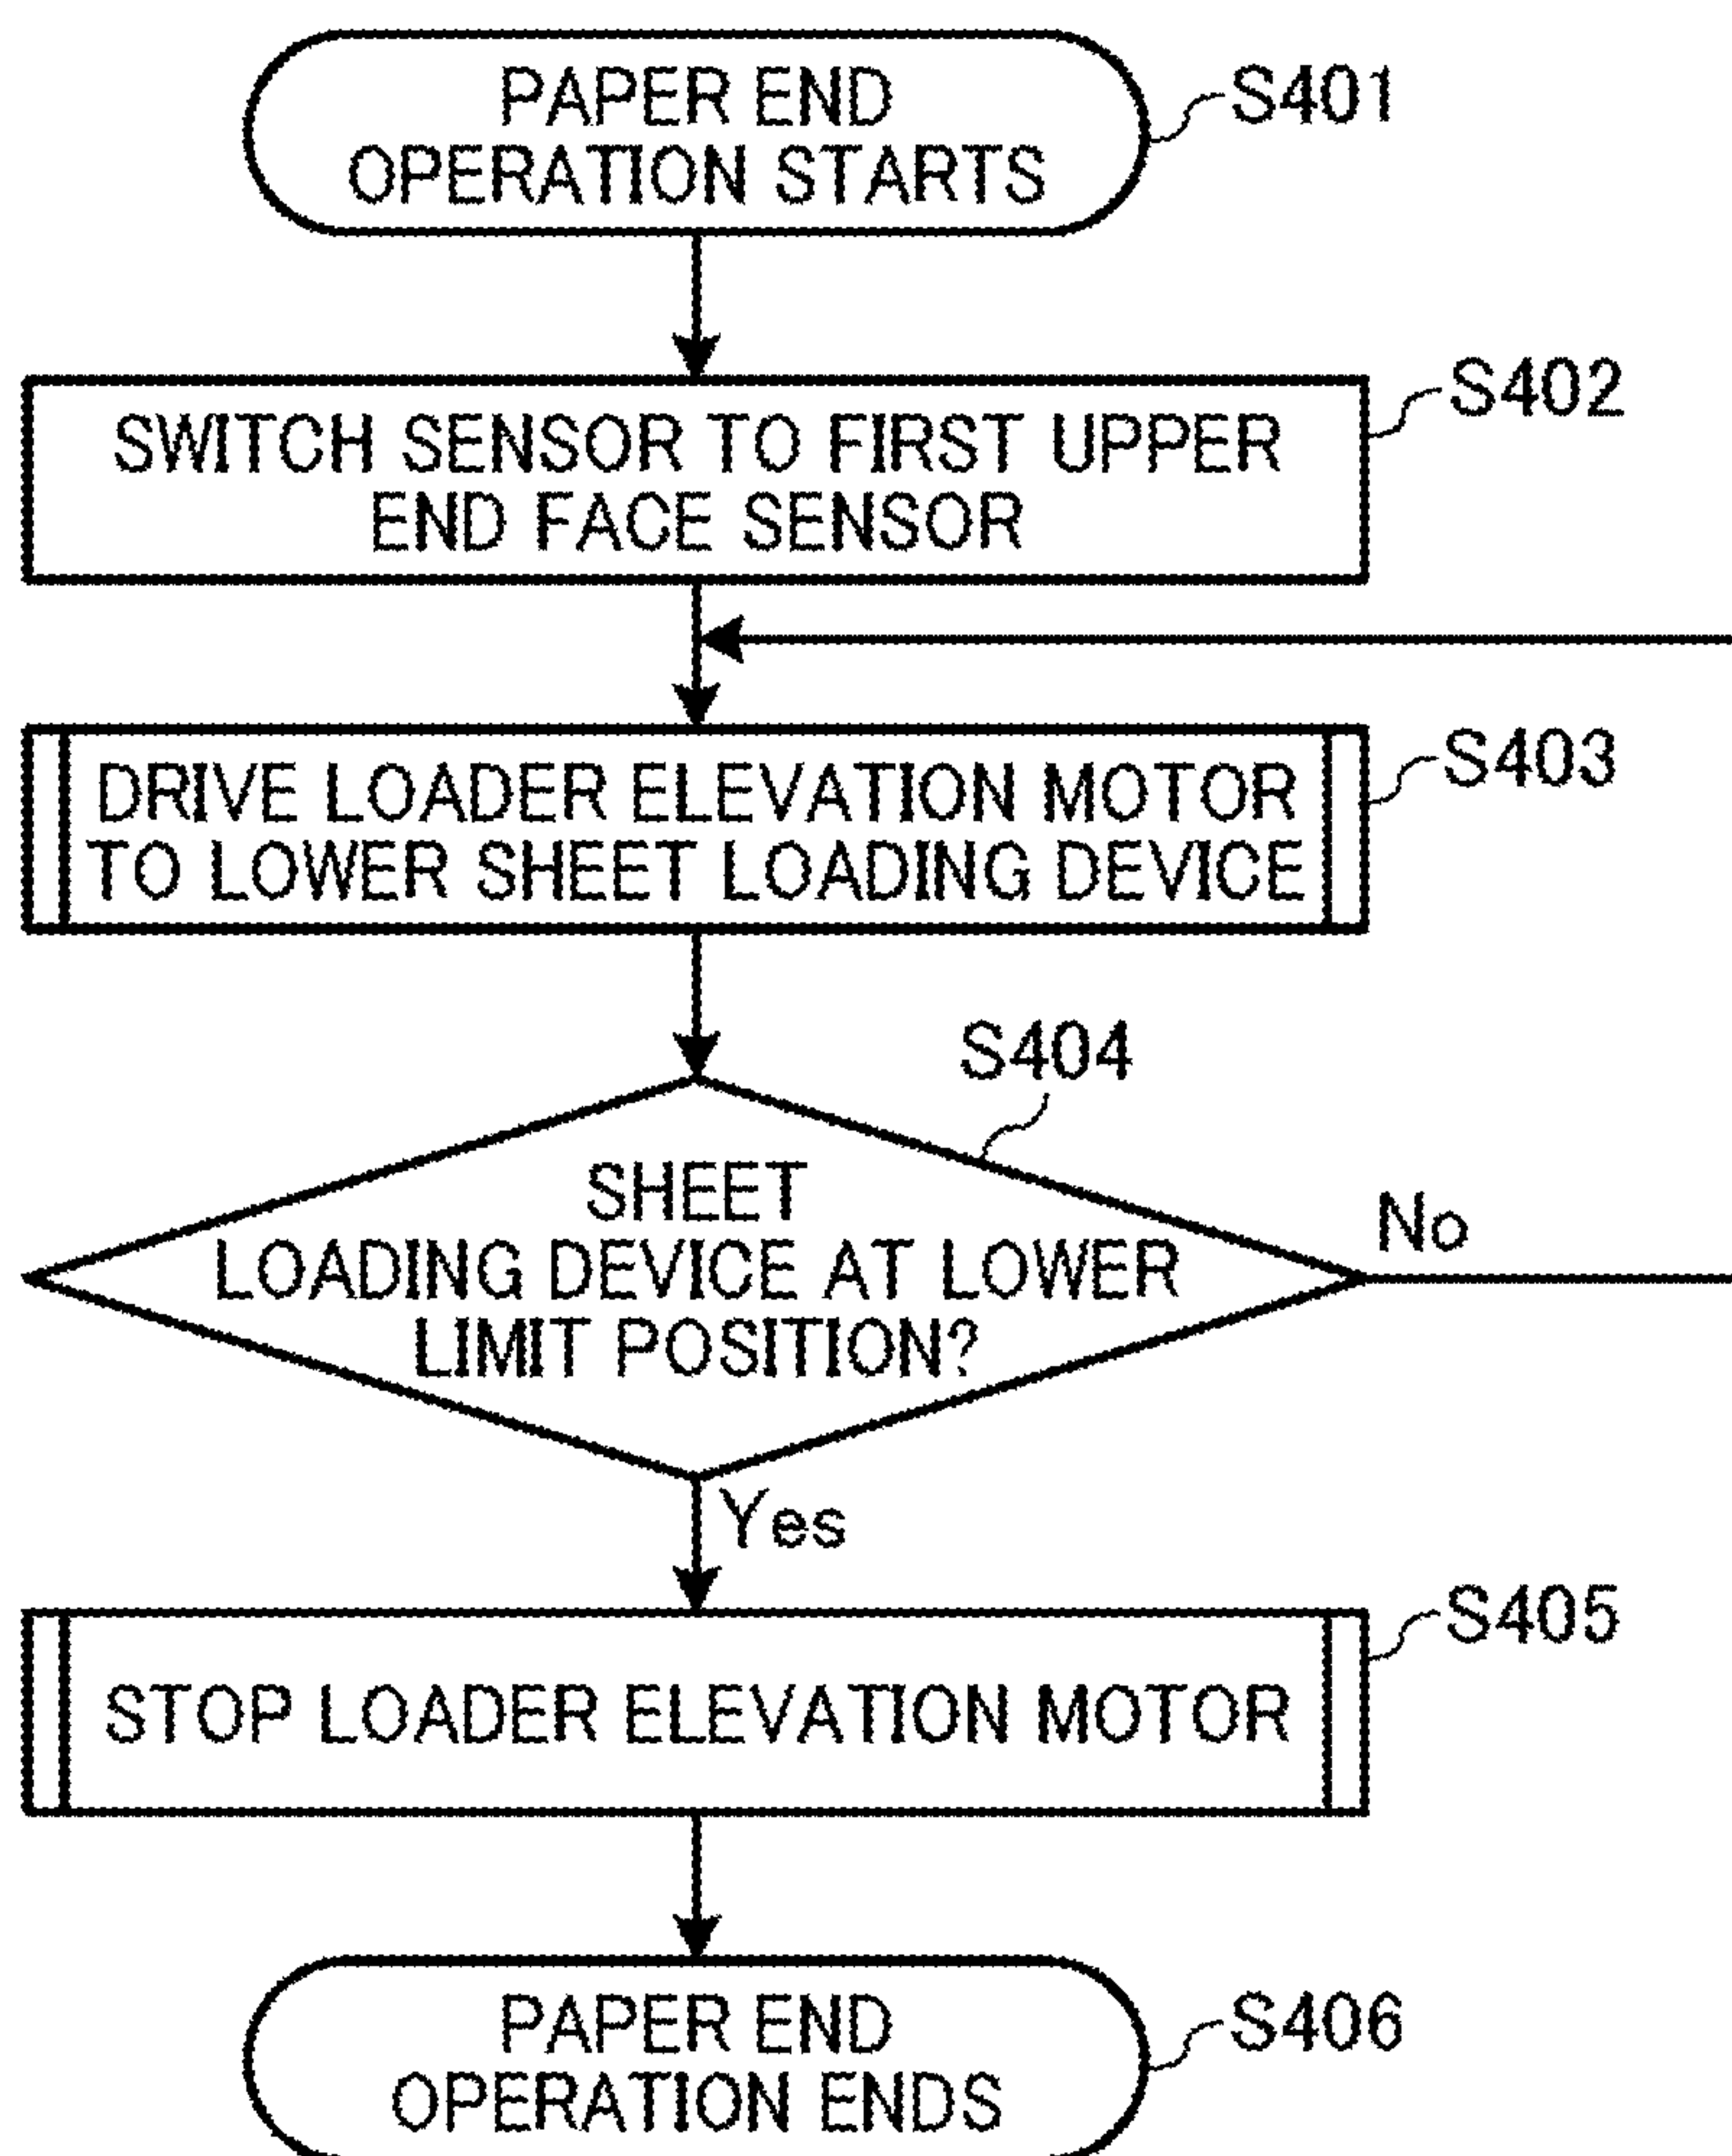 PAPER END
OPERATION STARTS
S401
SWITCH SENSOR TO FIRST UPPER
END FACE SENSOR
S402
DRIVE LOADER ELEVATION MOTOR
TO LOWER SHEET LOADING DEVICE
S403
S404
SHEET
LOADING DEVICE AT LOWER
LIMIT POSITION?
No
Yes
STOP LOADER ELEVATION MOTOR
S405
PAPER END
OPERATION ENDS
S406